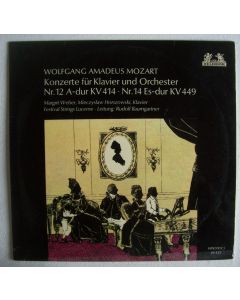 WOLFGANG AMADEUS MOZART
Konzerte für Klavier und Orchester
Nr. 12 A-dur KV 414 · Nr. 14 Es-dur KV 449
Margrit Weber, Mieczyslaw Horszowski, Klavier
Festival Strings Lucerne · Leitung: Rudolf Baumgartner